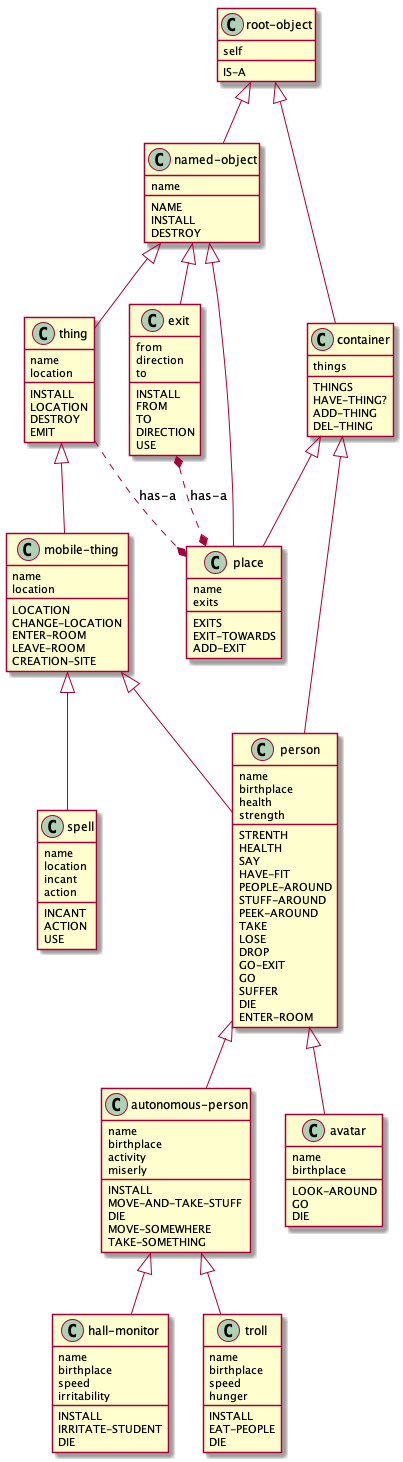 C root-object
self
IS-A
C named-object
name
NAME
INSTALL
DESTROY
C thing
name
location
INSTALL
LOCATION
DESTROY
EMIT
C exit
from
direction
to
INSTALL
FROM
TO
DIRECTION
USE
C container
things
THINGS
HAVE-THING?
ADD-THING
DEL-THING
has-a
has-a
C mobile-thing
name
location
LOCATION
CHANGE-LOCATION
ENTER-ROOM
LEAVE-ROOM
CREATION-SITE
C place
name
exits
EXITS
EXIT-TOWARDS
ADD-EXIT
C person
name
birthplace
health
strength
STRENTH
HEALTH
SAY
HAVE-FIT
PEOPLE-AROUND
STUFF-AROUND
PEEK-AROUND
TAKE
LOSE
DROP
GO-EXIT
GO
SUFFER
DIE
ENTER-ROOM
C spell
name
location
incant
action
INCANT
ACTION
USE
C autonomous-person
name
birthplace
activity
miserly
INSTALL
MOVE-AND-TAKE-STUFF
DIE
MOVE-SOMEWHERE
TAKE-SOMETHING
C avatar
name
birthplace
LOOK-AROUND
GO
DIE
C hall-monitor
name
birthplace
speed
irritability
INSTALL
IRRITATE-STUDENT
DIE
C troll
name
birthplace
speed
hunger
INSTALL
EAT-PEOPLE
DIE